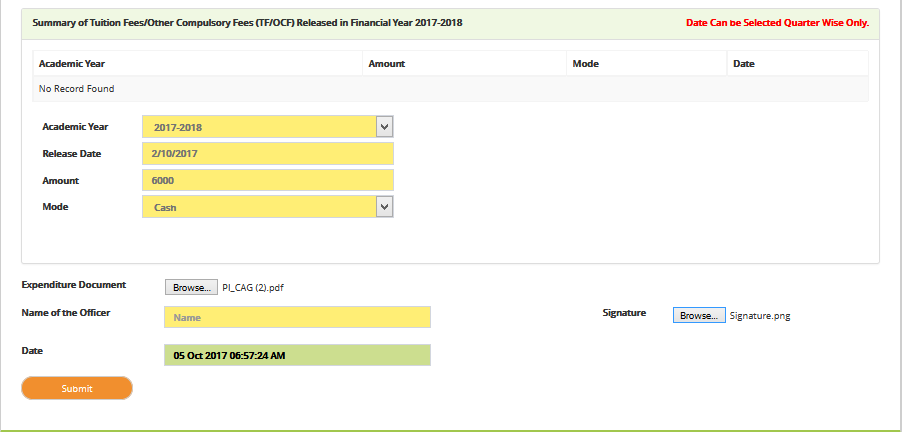 Summary of Tuition Fees/Other Compulsory Fees (TF/OCF) Released in Financial Year 2017-2018 Date Can be Selected Quarter Wise Only.
Academic Year Amount Mode Date
No Record Found
Academic Year 2017-2018
Release Date 2/10/2017
Amount 6000
Mode Cash
Expenditure Document Browse... PI_CAG (2).pdf
Name of the Officer Name Signature Browse... Signature.png
Date 05 Oct 2017 06:57:24 AM
Submit